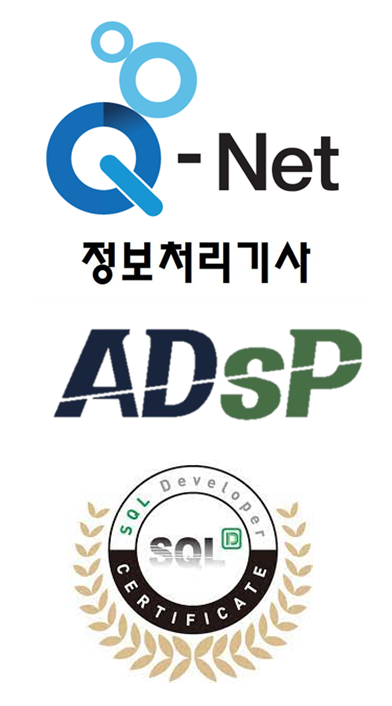 Q-Net
정보처리기사
ADsP
SQL Developer
SQL D
CERTIFICATE